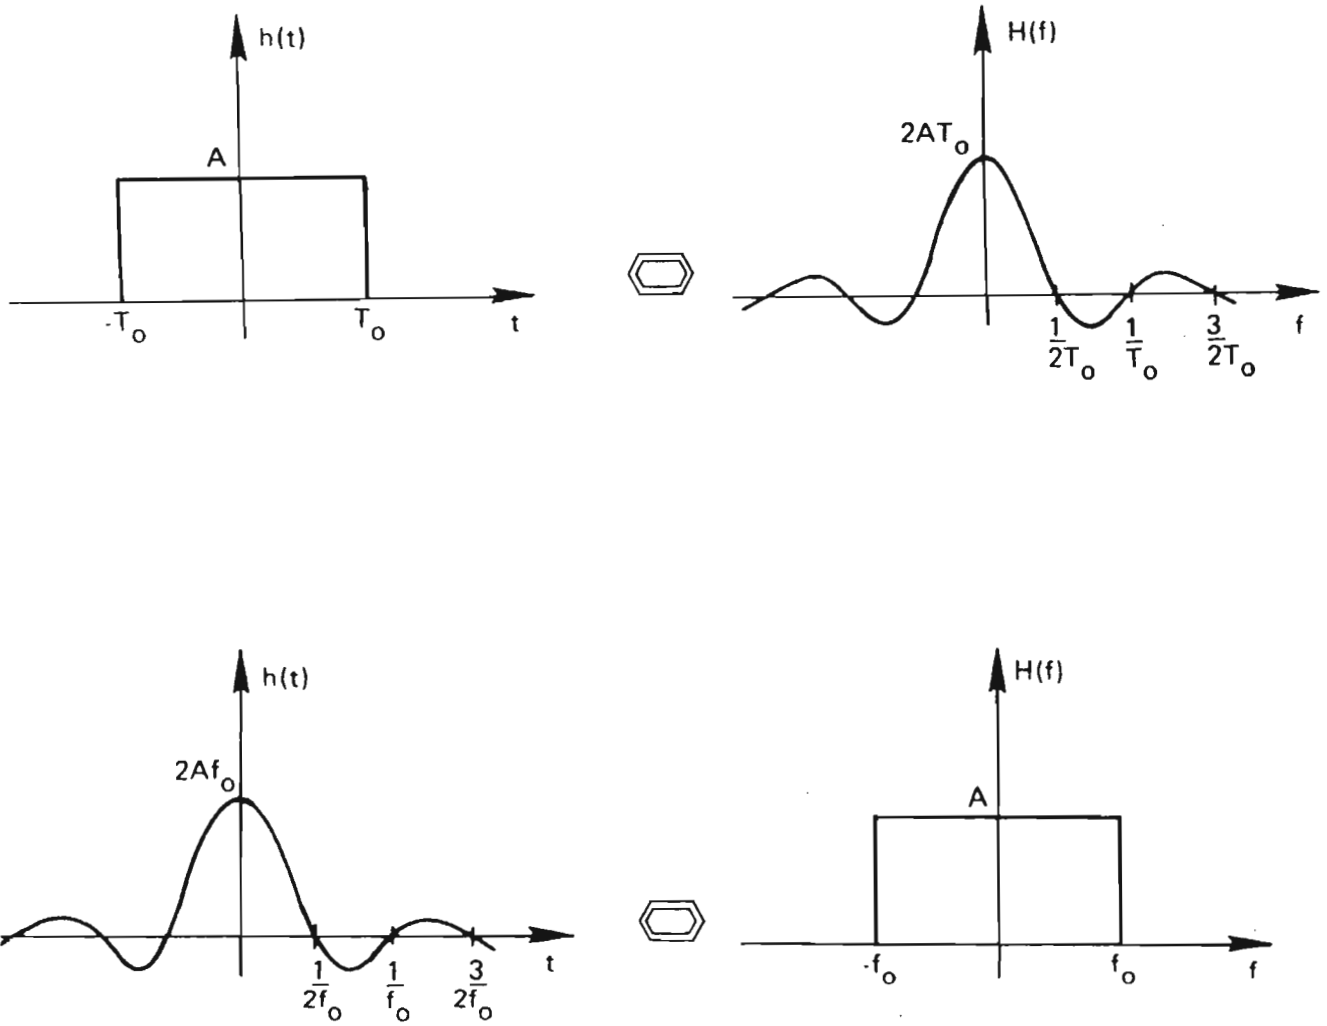 h(t)
H(f)
2AT₀
A
-T₀
T₀
t
1/2T₀
1/T₀
3/2T₀
f
h(t)
H(f)
2Af₀
A
1/2f₀
1/f₀
3/2f₀
t
-f₀
f₀
f